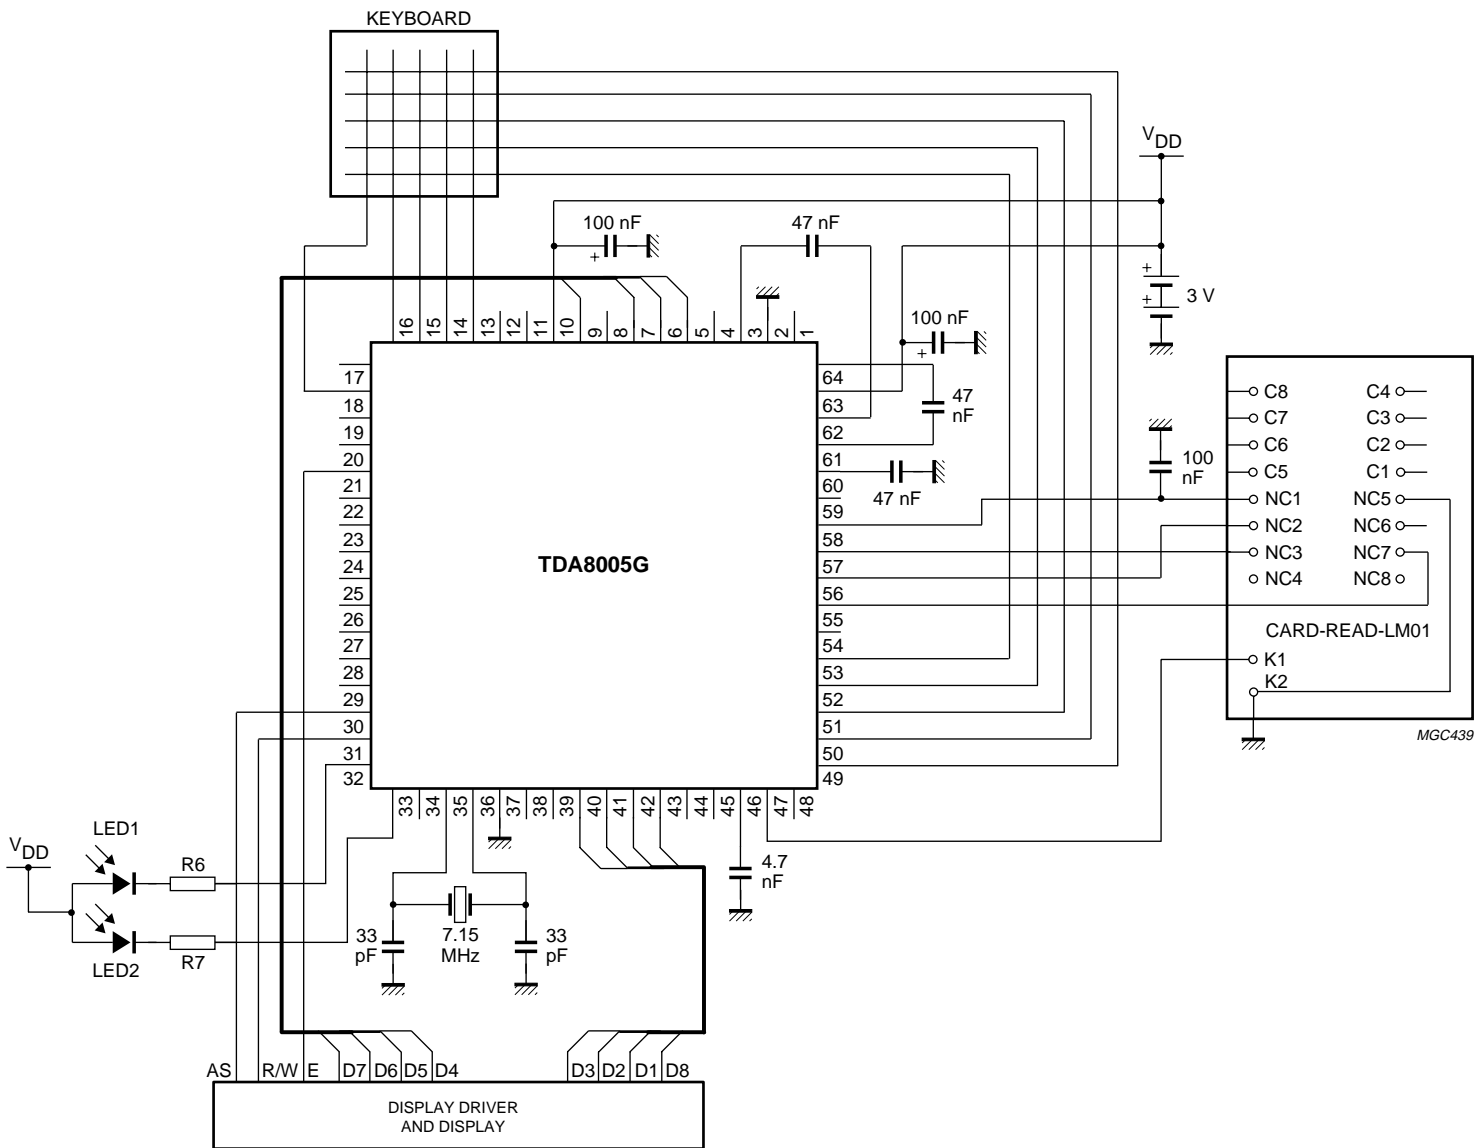 KEYBOARD
VDD
100 nF
+
47 nF
+
+
3 V
16 15 14 13 12 11 10 9 8 7 6 5 4 3 2 1
100 nF
+
17
18
19
20
21
22
23
24
25
26
27
28
29
30
31
32
64
63
62
61
60
59
58
57
56
55
54
53
52
51
50
49
47
nF
47 nF
100
nF
TDA8005G
C8 C4
C7 C3
C6 C2
C5 C1
NC1 NC5
NC2 NC6
NC3 NC7
NC4 NC8
CARD-READ-LM01
K1
K2
MGC439
33 34 35 36 37 38 39 40 41 42 43 44 45 46 47 48
LED1
VDD
R6
R7
LED2
33
pF
7.15
MHz
33
pF
4.7
nF
AS R/W E D7 D6 D5 D4 D3 D2 D1 D8
DISPLAY DRIVER
AND DISPLAY